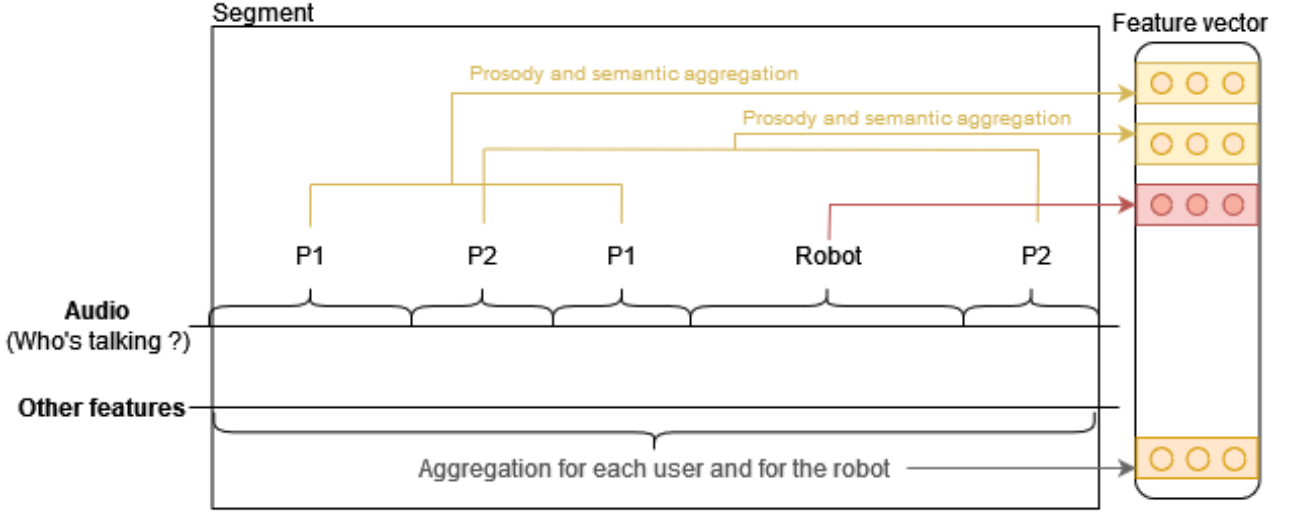 Segment
Feature vector
Prosody and semantic aggregation
Prosody and semantic aggregation
P1 P2 P1 Robot P2
Audio
(Who's talking ?)
Other features
Aggregation for each user and for the robot